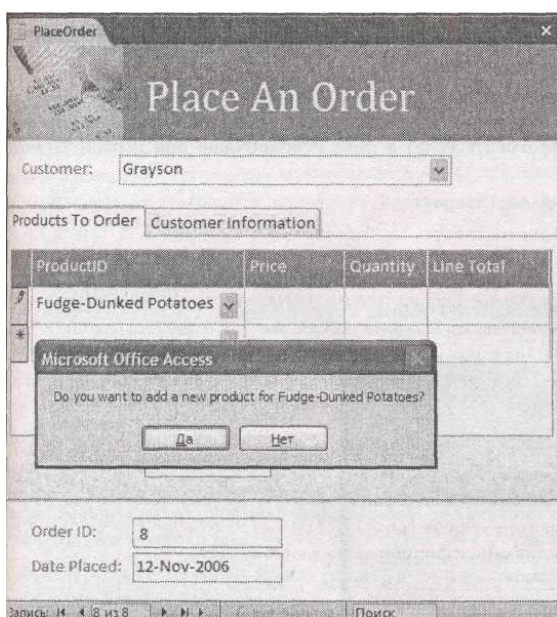 PlaceOrder
Place An Order
Customer: Grayson
Products To Order Customer Information
ProductID Price Quantity Line Total
Fudge-Dunked Potatoes
Microsoft Office Access
Do you want to add a new product for Fudge-Dunked Potatoes?
Да Нет
Order ID: 8
Date Placed: 12-Nov-2006
Запись: 8 из 8 Поиск